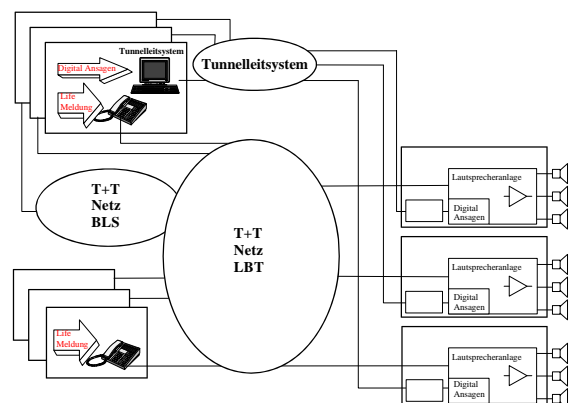 Tunnelleitsystem
Digital Ansagen
Life
Meldung
Tunnelleitsystem
T+T
Netz
BLS
T+T
Netz
LBT
Life
Meldung
Lautsprecheranlage
Digital
Ansagen
Lautsprecheranlage
Digital
Ansagen
Lautsprecheranlage
Digital
Ansagen